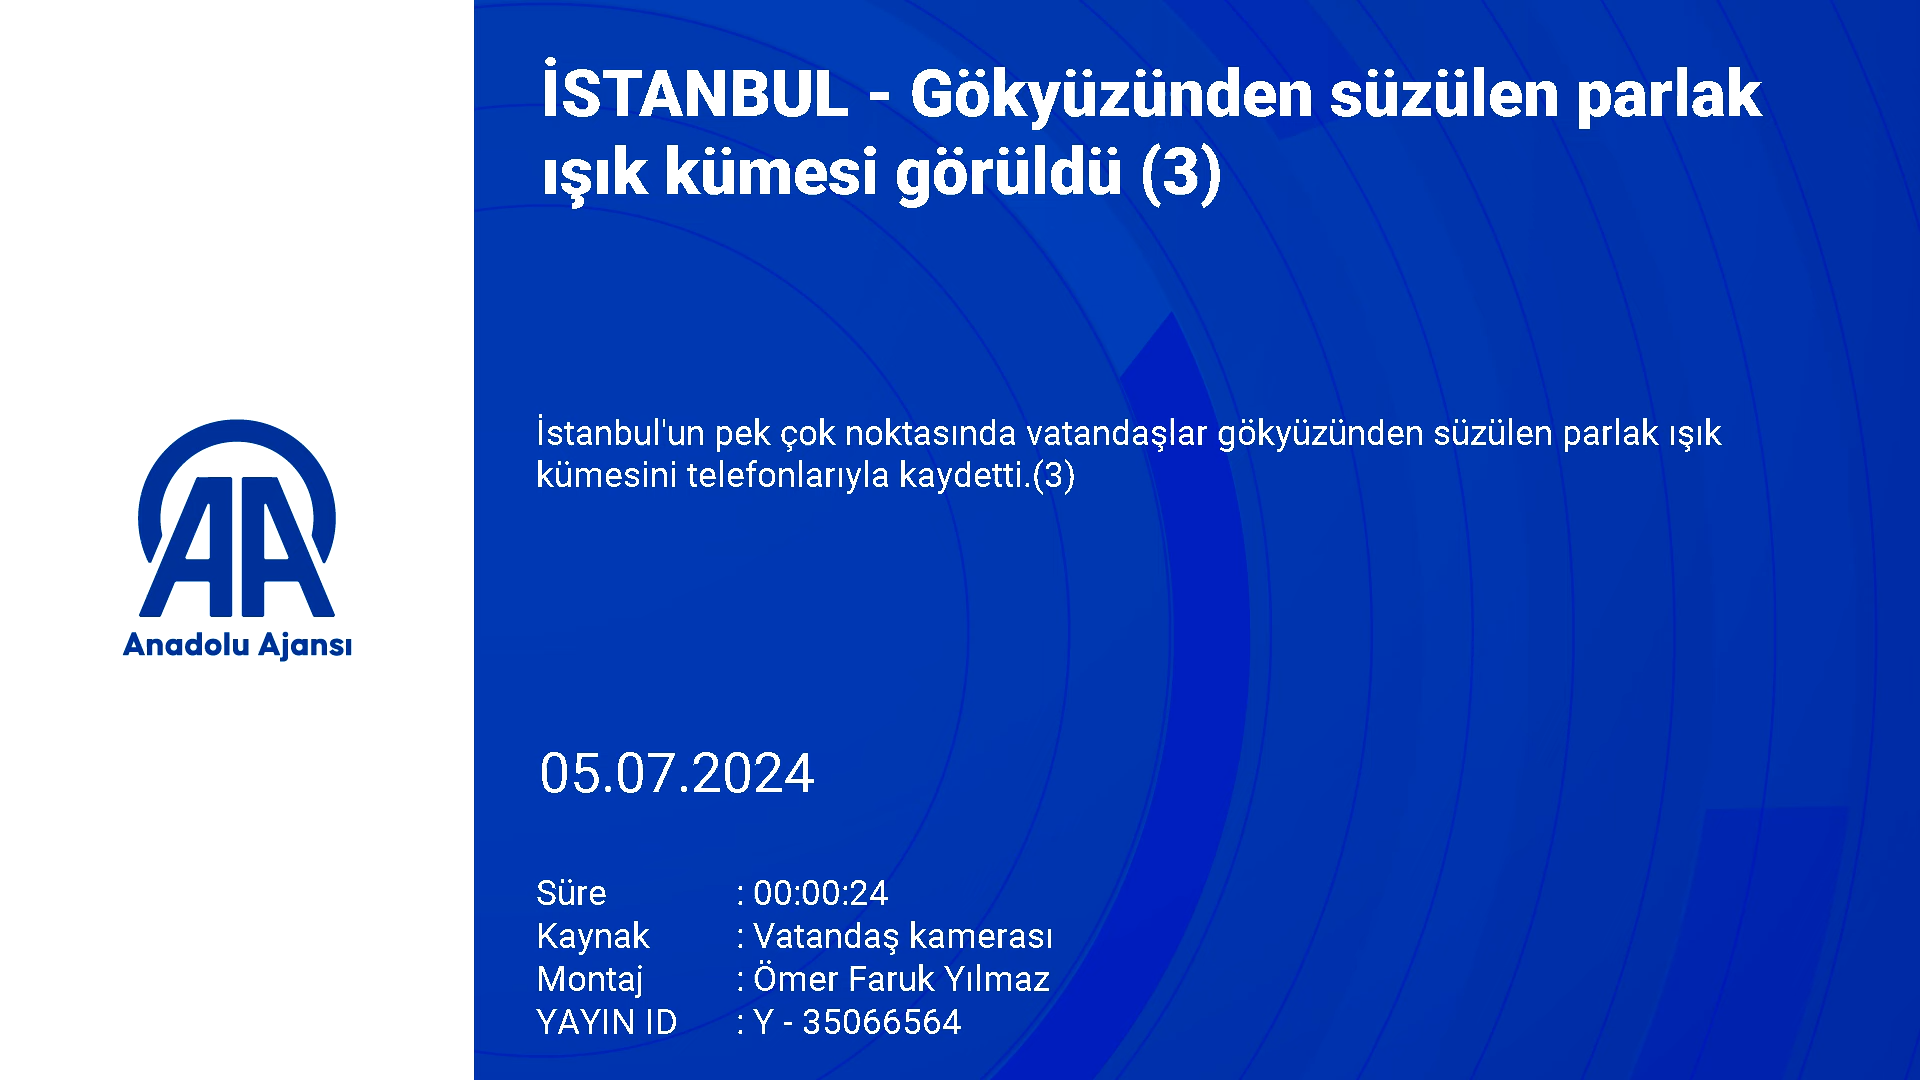 İSTANBUL - Gökyüzünden süzülen parlak
ışık kümesi görüldü (3)
İstanbul'un pek çok noktasında vatandaşlar gökyüzünden süzülen parlak ışık
kümesini telefonlarıyla kaydetti.(3)
AA
Anadolu Ajansı
05.07.2024
Süre : 00:00:24
Kaynak : Vatandaş kamerası
Montaj : Ömer Faruk Yılmaz
YAYIN ID : Y - 35066564